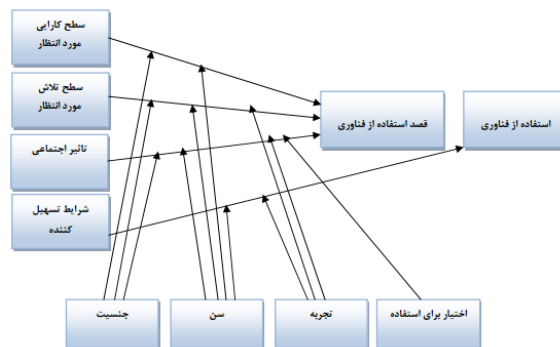 سطح کارایی
مورد انتظار
سطح تلاش
مورد انتظار
قصد استفاده از فناوری
استفاده از فناوری
تاثیر اجتماعی
شرایط تسهیل
کننده
جنسیت
سن
تجربه
اختیار برای استفاده